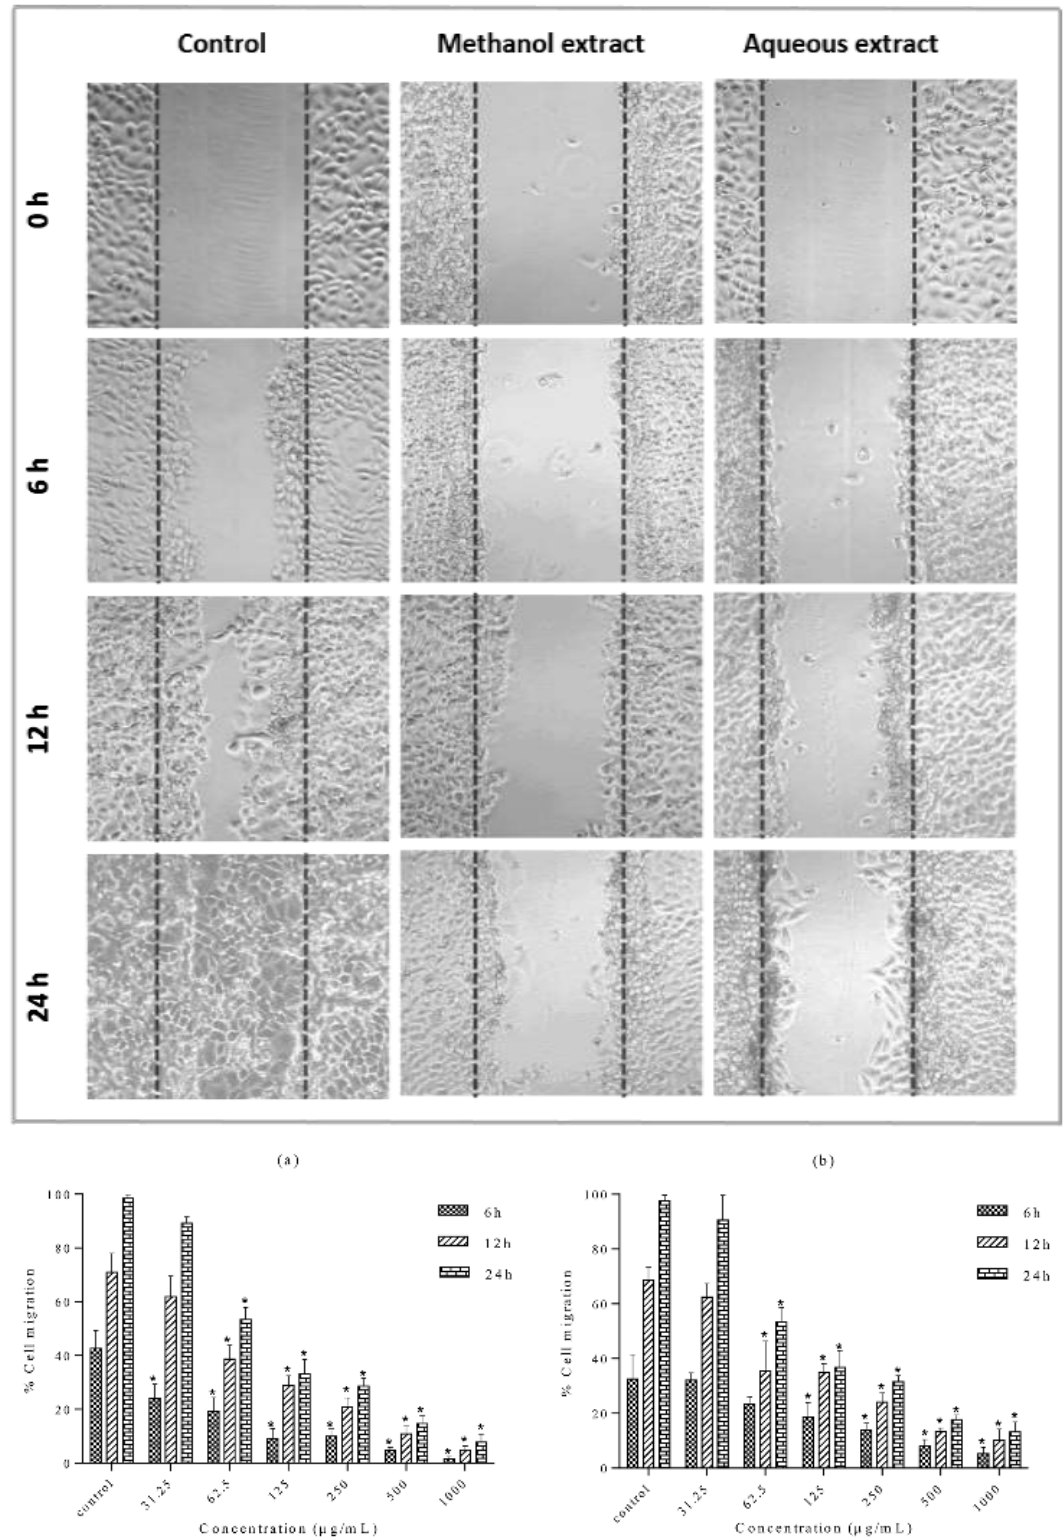 Control Methanol extract Aqueous extract
0 h
6 h
12 h
24 h
(a)
100
80
60
40
20
0
% Cell migration
6h
12h
24h
* * * * * * * * * * * * * * * *
control 31.25 62.5 125 250 500 1000
Concentration (µg/mL)
(b)
100
80
60
40
20
0
% Cell migration
6h
12h
24h
* * * * * * * * * * * * * *
control 31.25 62.5 125 250 500 1000
Concentration (µg/mL)